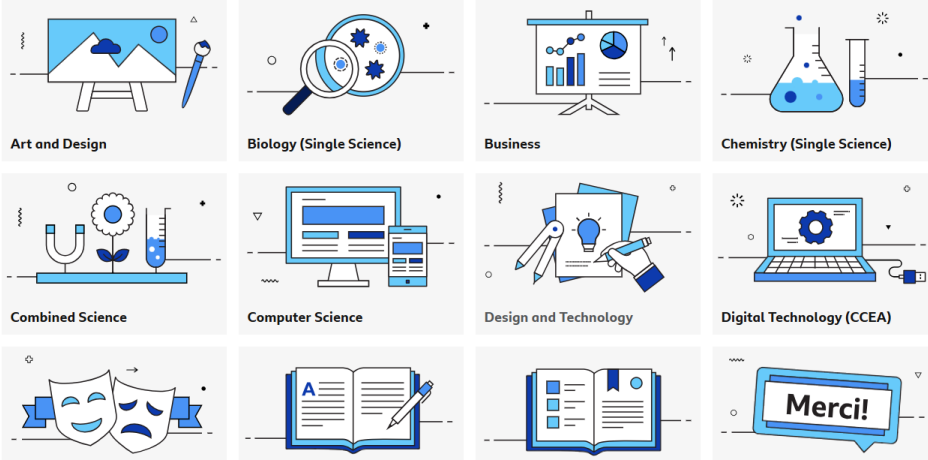 Art and Design
Biology (Single Science)
Business
Chemistry (Single Science)
Combined Science
Computer Science
Design and Technology
Digital Technology (CCEA)
A
Merci!